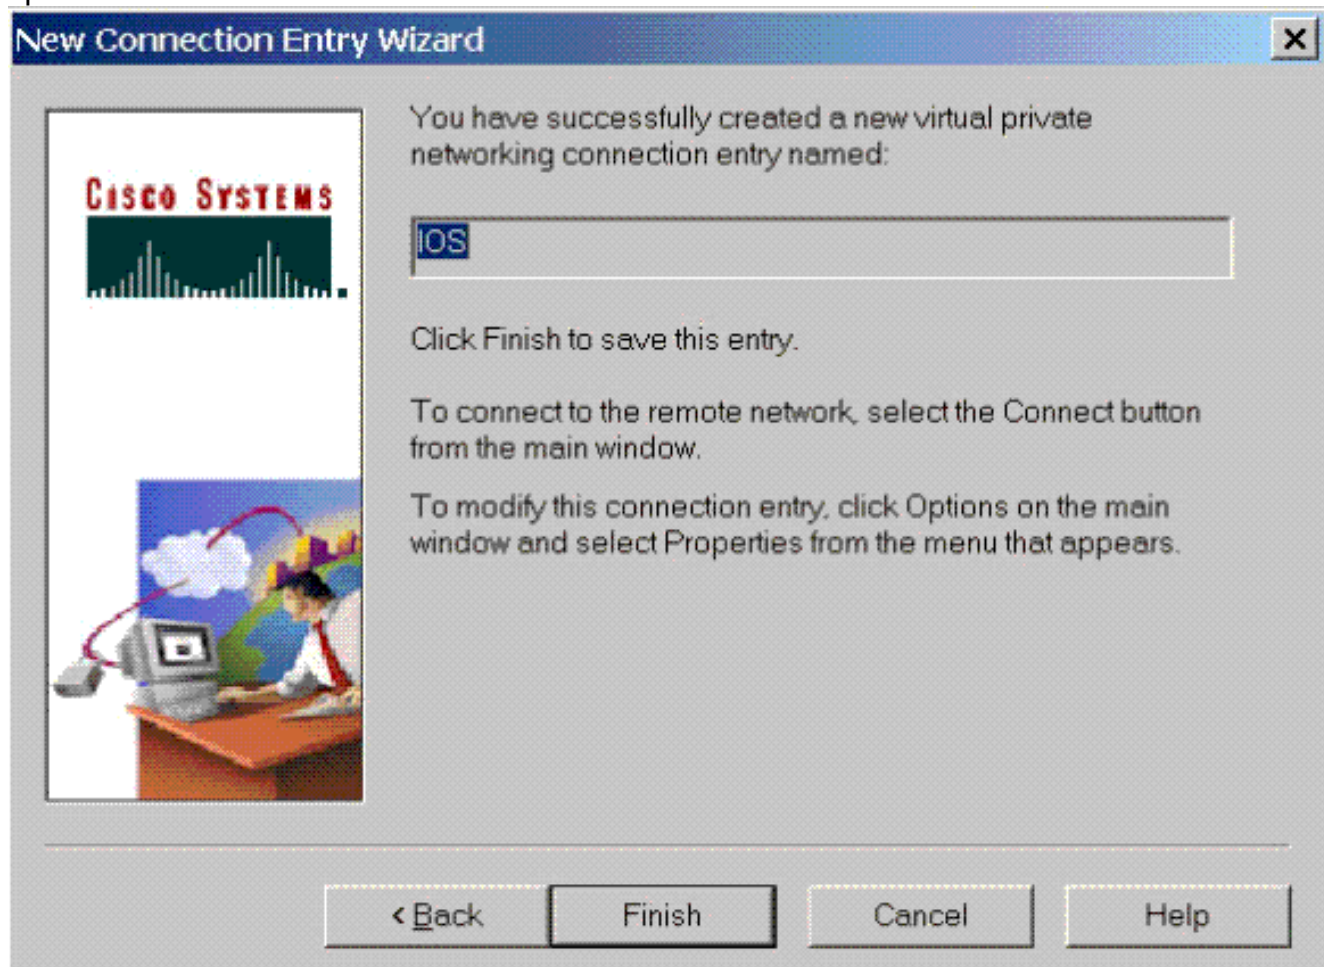 New Connection Entry Wizard
CISCO SYSTEMS
You have successfully created a new virtual private
networking connection entry named:
IOS
Click Finish to save this entry.
To connect to the remote network, select the Connect button
from the main window.
To modify this connection entry, click Options on the main
window and select Properties from the menu that appears.
< Back
Finish
Cancel
Help